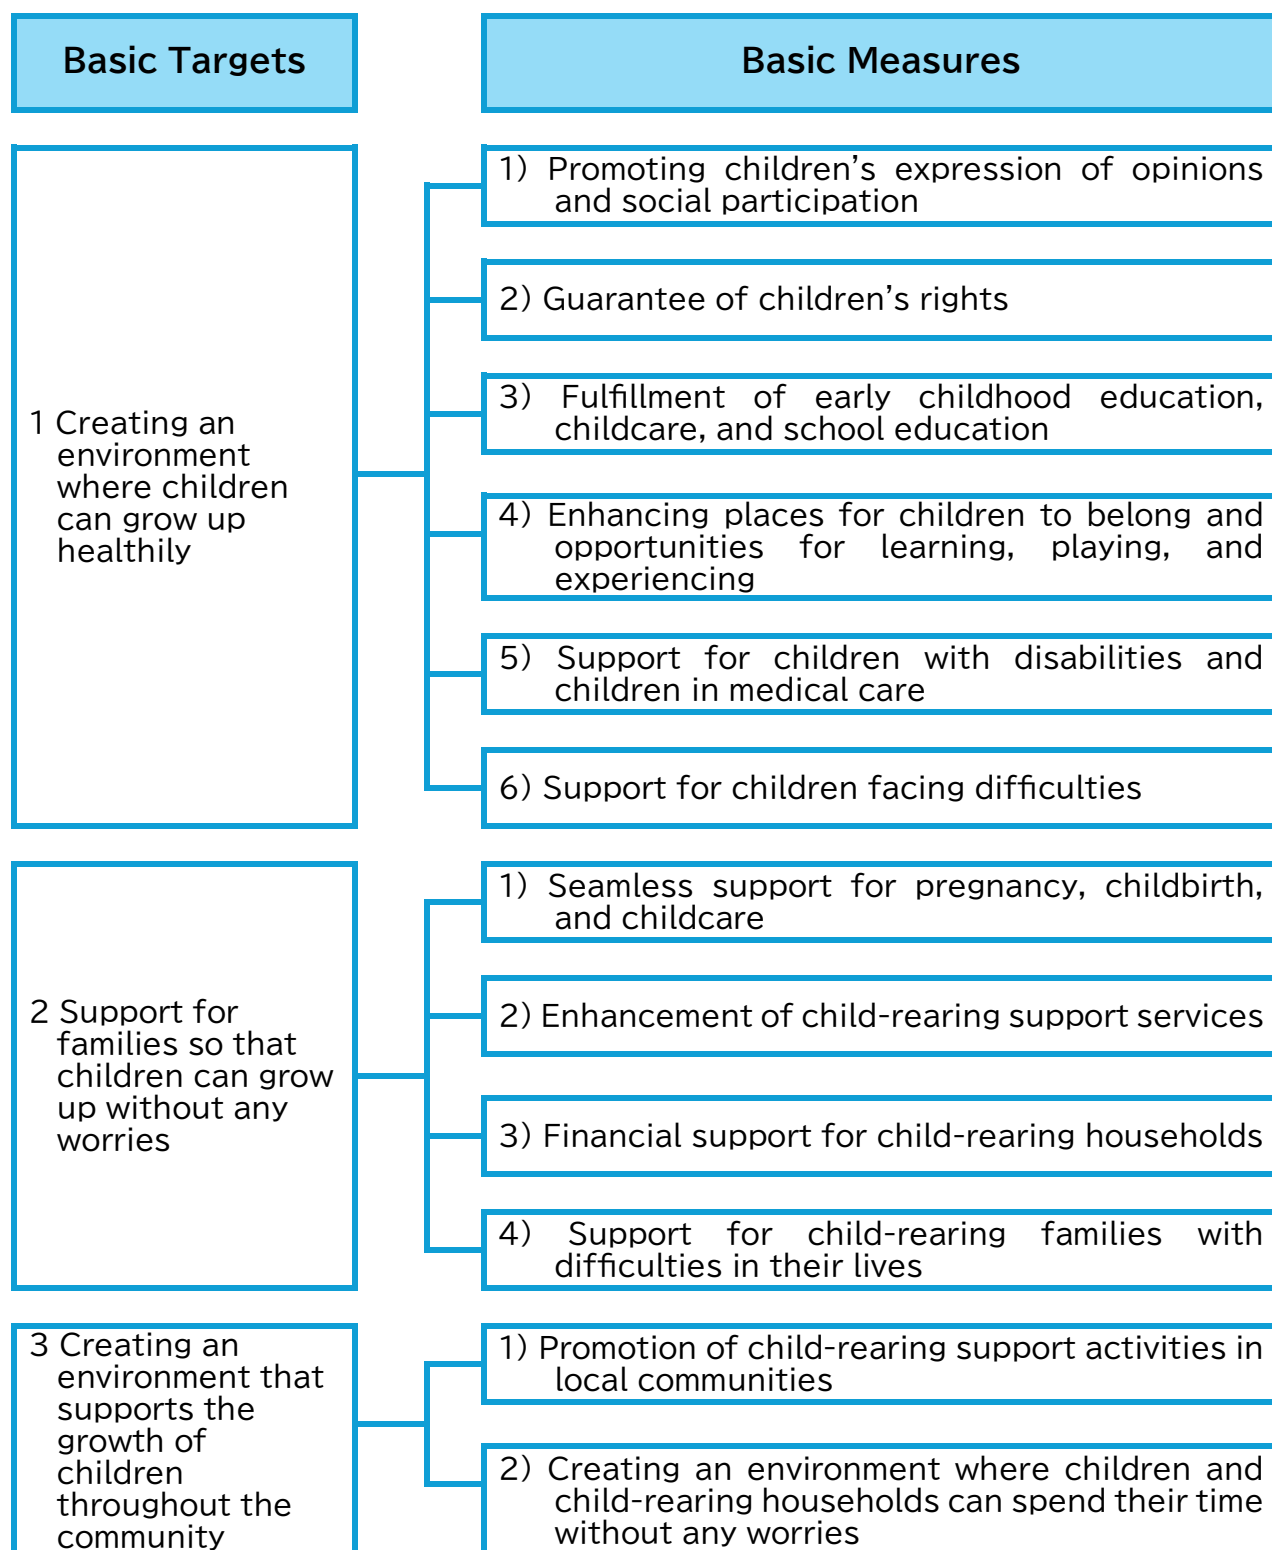 Basic Targets
Basic Measures
1 Creating an
environment
where children
can grow up
healthily
1) Promoting children’s expression of opinions
and social participation
2) Guarantee of children’s rights
3) Fulfillment of early childhood education,
childcare, and school education
4) Enhancing places for children to belong and
opportunities for learning, playing, and
experiencing
5) Support for children with disabilities and
children in medical care
6) Support for children facing difficulties
2 Support for
families so that
children can grow
up without any
worries
1) Seamless support for pregnancy, childbirth,
and childcare
2) Enhancement of child-rearing support services
3) Financial support for child-rearing households
4) Support for child-rearing families with
difficulties in their lives
3 Creating an
environment that
supports the
growth of
children
throughout the
community
1) Promotion of child-rearing support activities in
local communities
2) Creating an environment where children and
child-rearing households can spend their time
without any worries